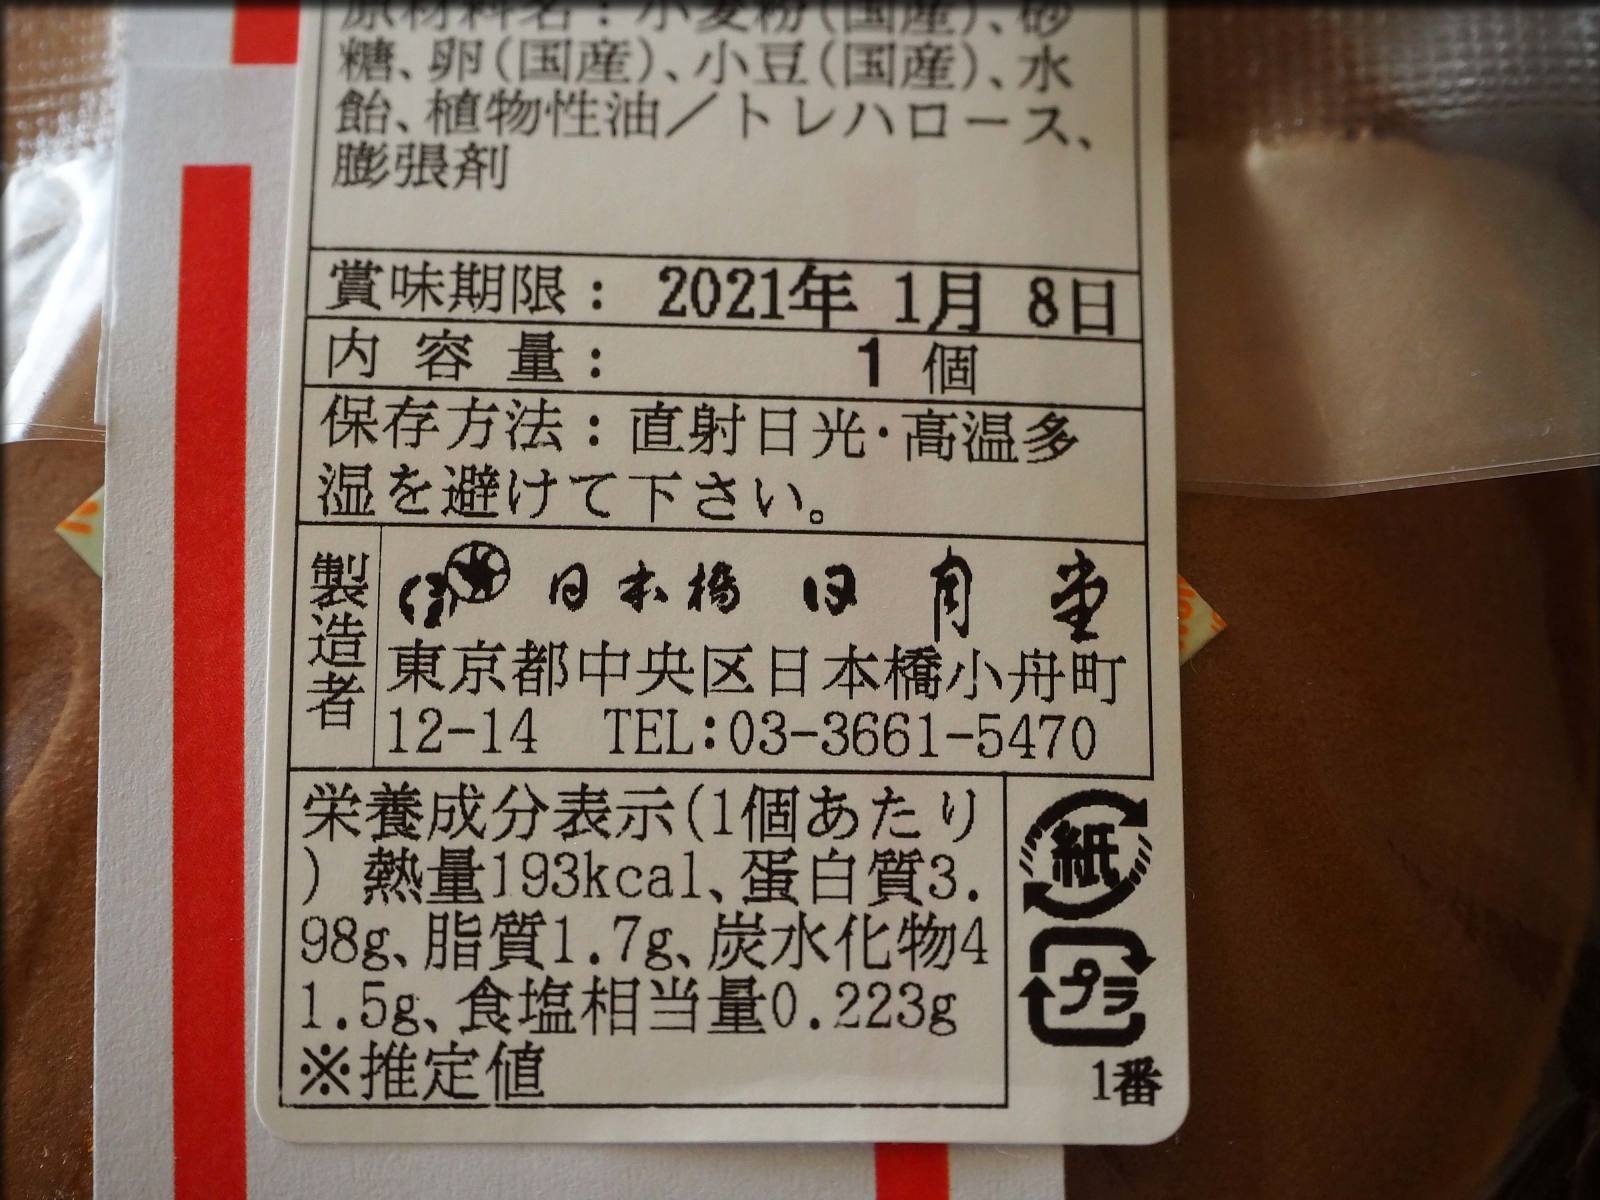 原材料名：小麦粉(国産)、砂
糖、卵(国産)、小豆(国産)、水
飴、植物性油／トレハロース、
膨張剤
賞味期限： 2021年 1月 8日
内 容 量： 1 個
保存方法：直射日光・高温多
湿を避けて下さい。
製造者
日本橋 日月堂
東京都中央区日本橋小舟町
12-14 TEL:03-3661-5470
栄養成分表示(1個あたり
) 熱量193kcal、蛋白質3.
98g、脂質1.7g、炭水化物4
1.5g、食塩相当量0.223g
※推定値
紙
プラ
1番